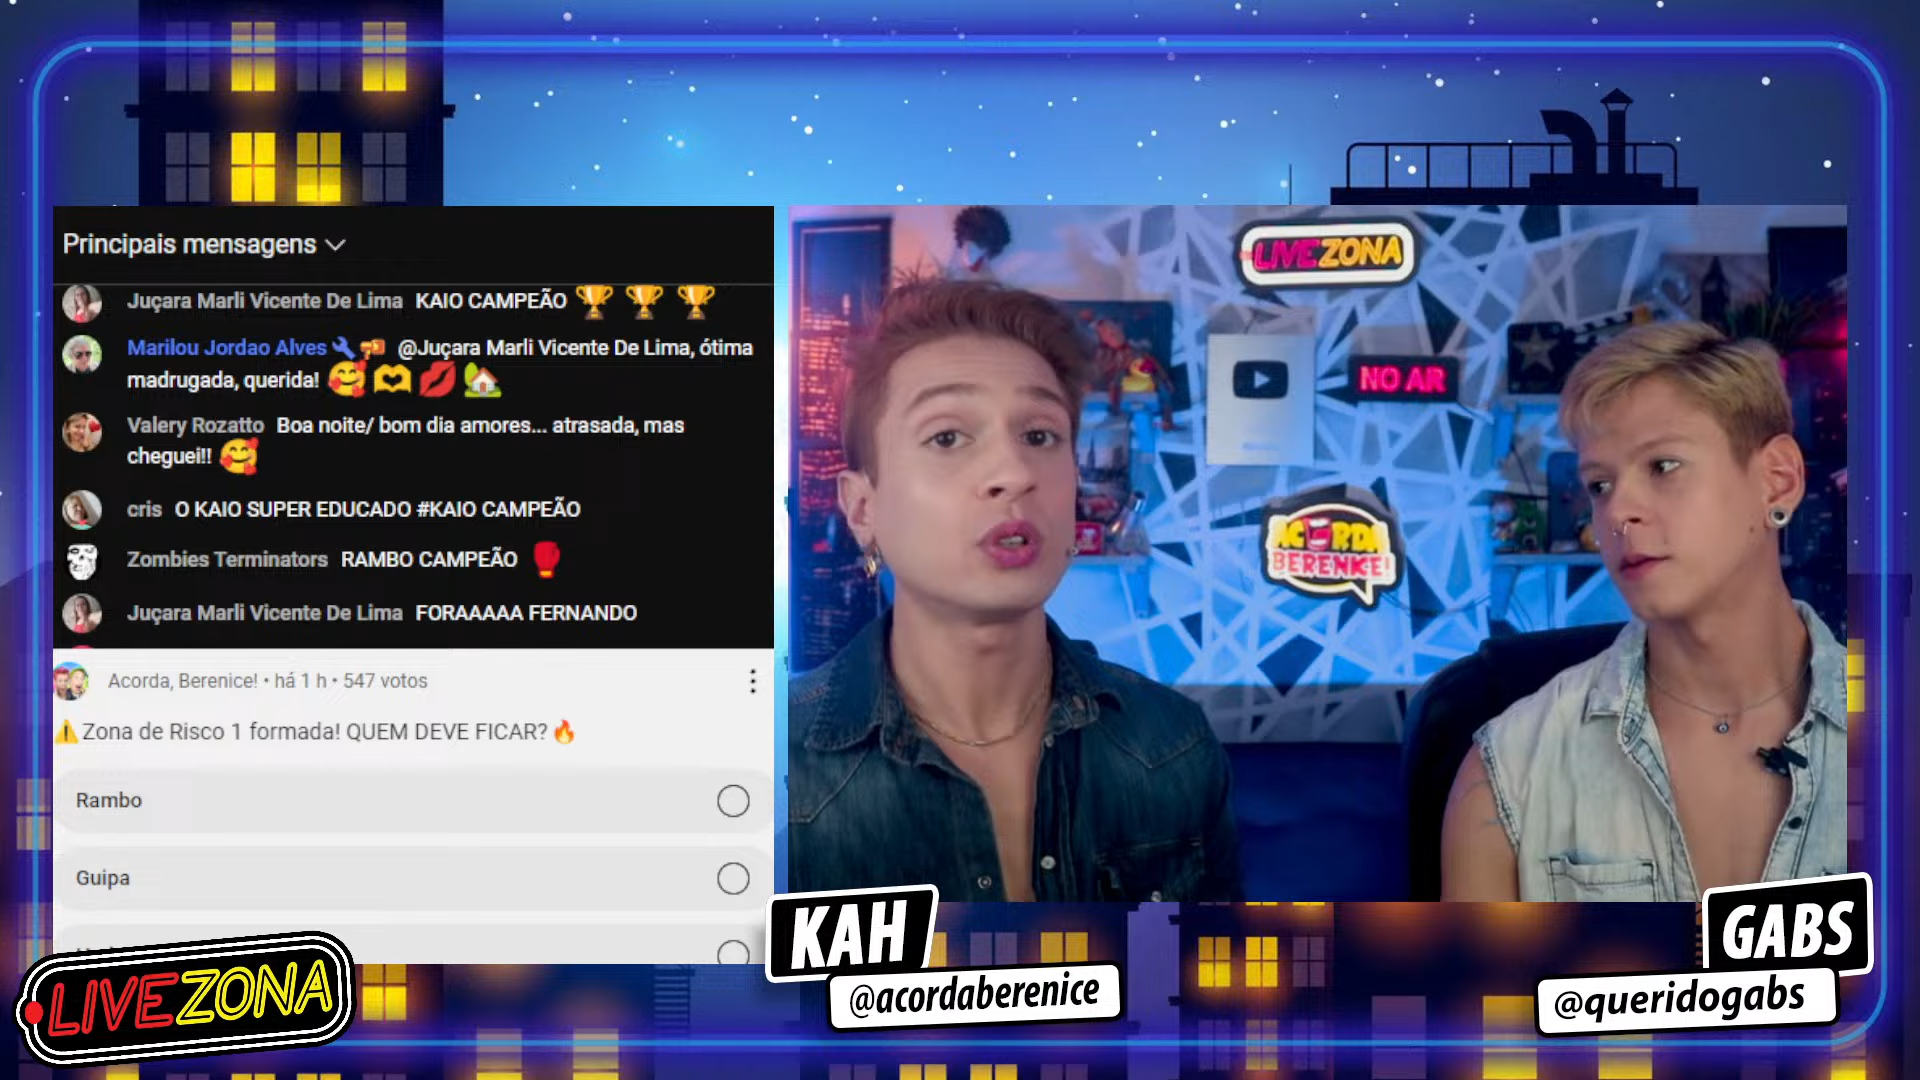 Principais mensagens
Juçara Marli Vicente De Lima KAIO CAMPEÃO 🏆 🏆 🏆
Marilou Jordao Alves @Juçara Marli Vicente De Lima, ótima
madrugada, querida! 🥰 🫶 💋 🏡
Valery Rozatto Boa noite/ bom dia amores... atrasada, mas
cheguei!! 🥰
cris O KAIO SUPER EDUCADO #KAIO CAMPEÃO
Zombies Terminators RAMBO CAMPEÃO 🥊
Juçara Marli Vicente De Lima FORAAAAA FERNANDO
Acorda, Berenice! • há 1 h • 547 votos
⚠️Zona de Risco 1 formada! QUEM DEVE FICAR?🔥
Rambo
Guipa
LIVEZONA
LIVEZONA
NO AR
ACORDA
BERENICE!
KAH
@acordaberenice
GABS
@queridogabs